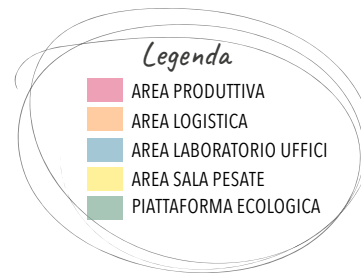 Legenda
AREA PRODUTTIVA
AREA LOGISTICA
AREA LABORATORIO UFFICI
AREA SALA PESATE
PIATTAFORMA ECOLOGICA